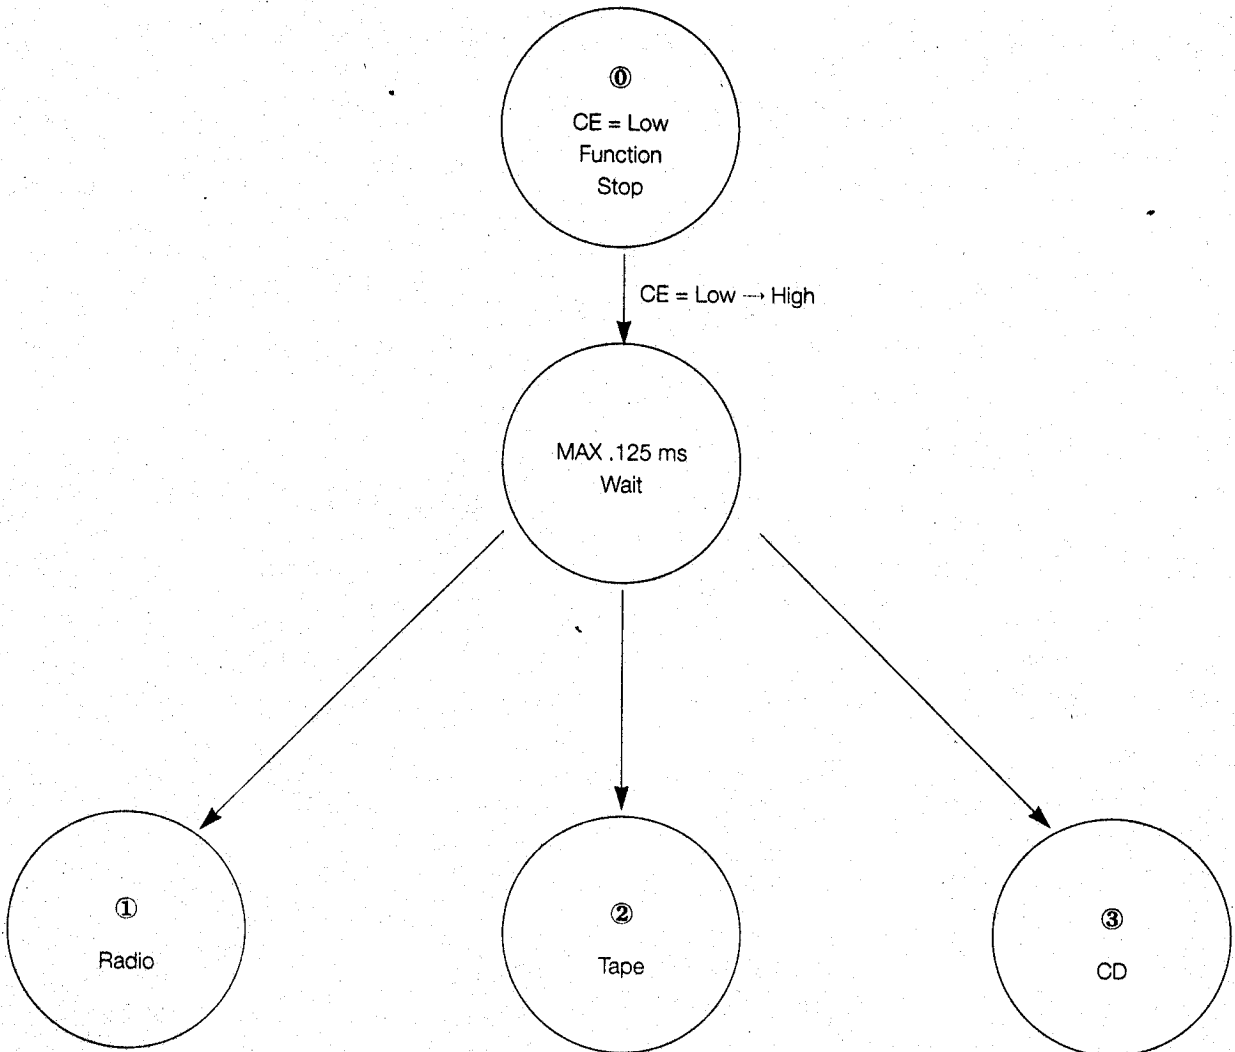 ⓪
CE = Low
Function
Stop
CE = Low → High
MAX .125 ms
Wait
①
Radio
②
Tape
③
CD